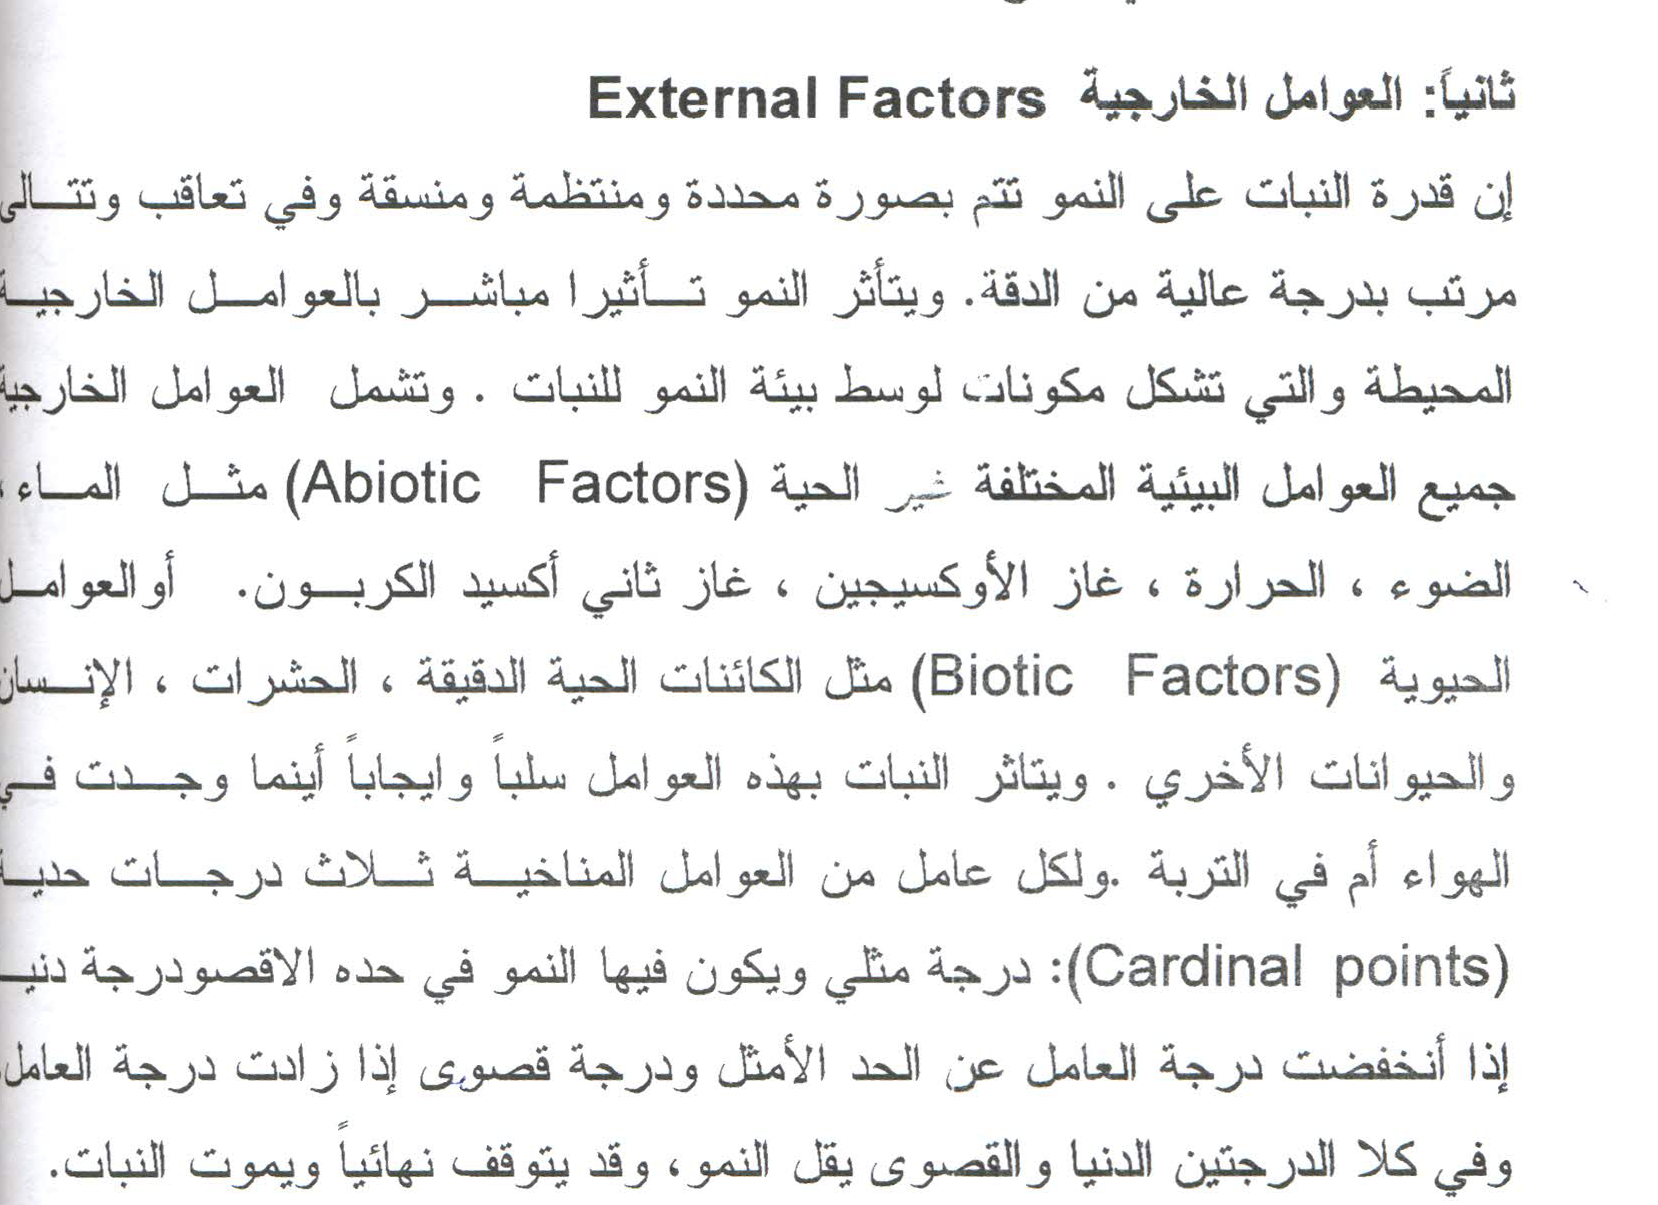 ثانياً: العوامل الخارجية External Factors
إن قدرة النبات على النمو تتم بصورة محددة ومنتظمة ومنسقة وفي تعاقب وتتالى
مرتب بدرجة عالية من الدقة. ويتأثر النمو تأثيرا مباشر بالعوامل الخارجية
المحيطة والتي تشكل مكونات لوسط بيئة النمو للنبات . وتشمل العوامل الخارجية
جميع العوامل البيئية المختلفة غير الحية (Abiotic Factors) مثل الماء،
الضوء ، الحرارة ، غاز الأوكسيجين ، غاز ثاني أكسيد الكربون. أوالعوامل
الحيوية (Biotic Factors) مثل الكائنات الحية الدقيقة ، الحشرات ، الإنسان
والحيوانات الأخري . ويتاثر النبات بهذه العوامل سلباً وايجاباً أينما وجدت في
الهواء أم في التربة .ولكل عامل من العوامل المناخية ثلاث درجات حدية
(Cardinal points): درجة مثلي ويكون فيها النمو في حده الاقصودرجة دنيـ
إذا أنخفضت درجة العامل عن الحد الأمثل ودرجة قصوى إذا زادت درجة العامل
وفي كلا الدرجتين الدنيا والقصوى يقل النمو، وقد يتوقف نهائياً ويموت النبات.